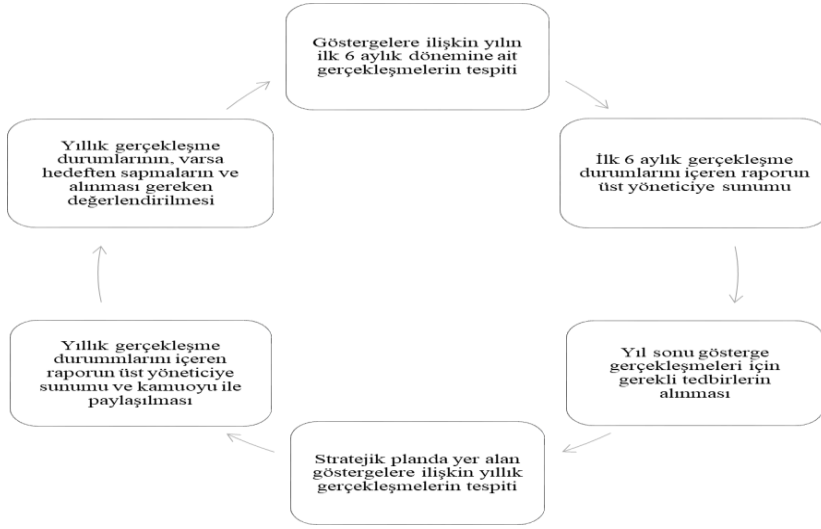 Göstergelere ilişkin yılın
ilk 6 aylık dönemine ait
gerçekleşmelerin tespiti
İlk 6 aylık gerçekleşme
durumlarını içeren raporun
üst yöneticiye sunumu
Yıl sonu gösterge
gerçekleşmeleri için
gerekli tedbirlerin
alınması
Stratejik planda yer alan
göstergelere ilişkin yıllık
gerçekleşmelerin tespiti
Yıllık gerçekleşme
durummlarını içeren
raporun üst yöneticiye
sunumu ve kamuoyu ile
paylaşılması
Yıllık gerçekleşme
durumlarının, varsa
hedeften sapmaların ve
alınması gereken
değerlendirilmesi